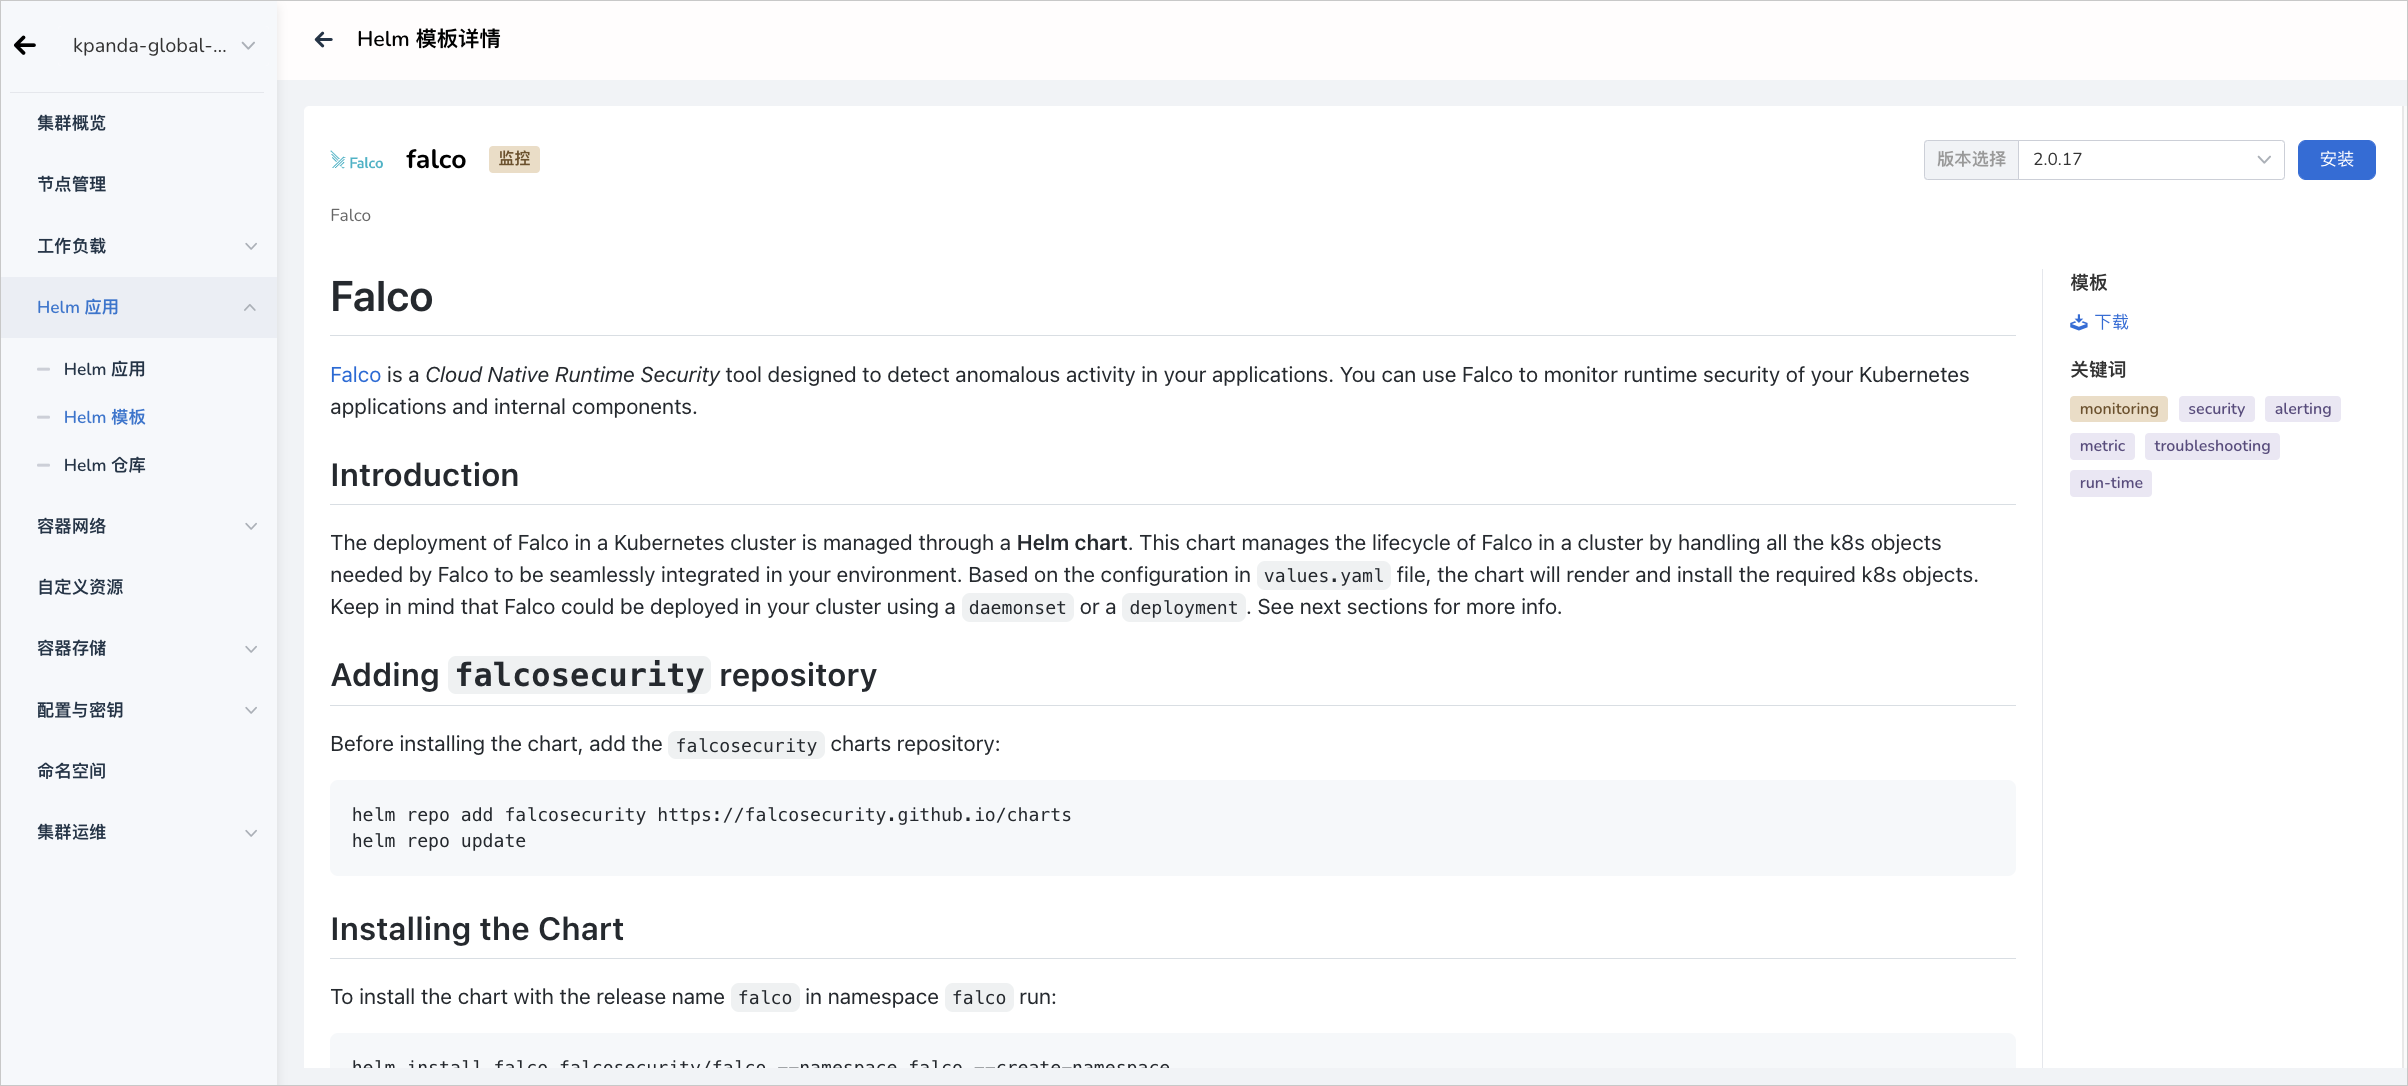 kpanda-global-...
集群概览
节点管理
工作负载
Helm 应用
Helm 应用
Helm 模板
Helm 仓库
容器网络
自定义资源
容器存储
配置与密钥
命名空间
集群运维
Helm 模板详情
Falco
falco
监控
版本选择
2.0.17
安装
Falco
Falco
Falco is a Cloud Native Runtime Security tool designed to detect anomalous activity in your applications. You can use Falco to monitor runtime security of your Kubernetes
applications and internal components.
Introduction
The deployment of Falco in a Kubernetes cluster is managed through a Helm chart. This chart manages the lifecycle of Falco in a cluster by handling all the k8s objects
needed by Falco to be seamlessly integrated in your environment. Based on the configuration in values.yaml file, the chart will render and install the required k8s objects.
Keep in mind that Falco could be deployed in your cluster using a daemonset or a deployment. See next sections for more info.
Adding falcosecurity repository
Before installing the chart, add the falcosecurity charts repository:
helm repo add falcosecurity https://falcosecurity.github.io/charts
helm repo update
Installing the Chart
To install the chart with the release name falco in namespace falco run:
helm install falco falcosecurity/falco --namespace falco --create-namespace
模板
下载
关键词
monitoring
security
alerting
metric
troubleshooting
run-time